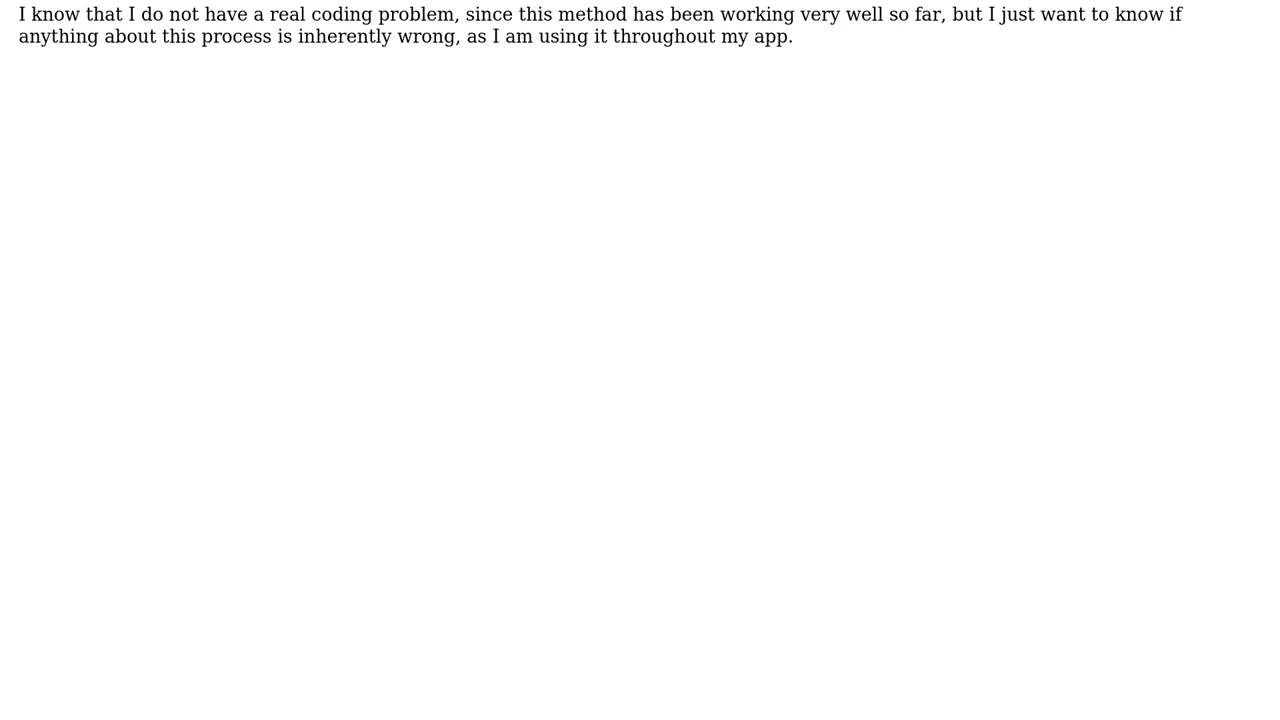 I know that I do not have a real coding problem, since this method has been working very well so far, but I just want to know if
anything about this process is inherently wrong, as I am using it throughout my app.